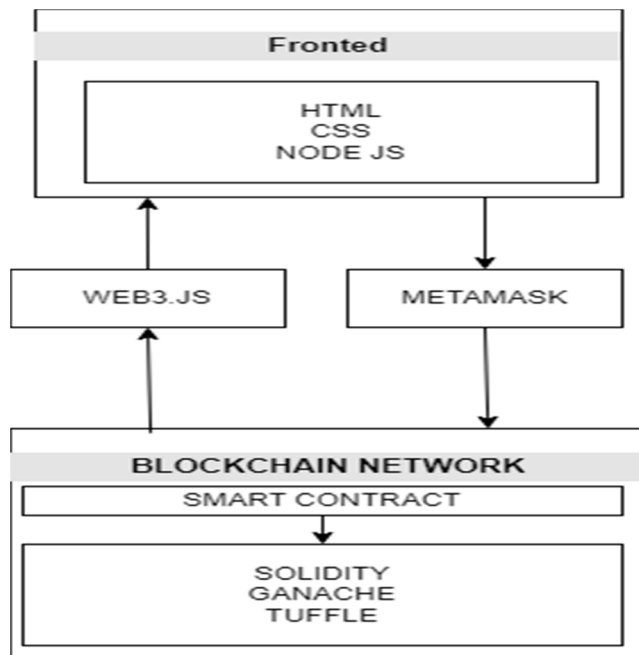 Fronted
HTML
CSS
NODE JS
WEB3.JS
METAMASK
BLOCKCHAIN NETWORK
SMART CONTRACT
SOLIDITY
GANACHE
TUFFLE